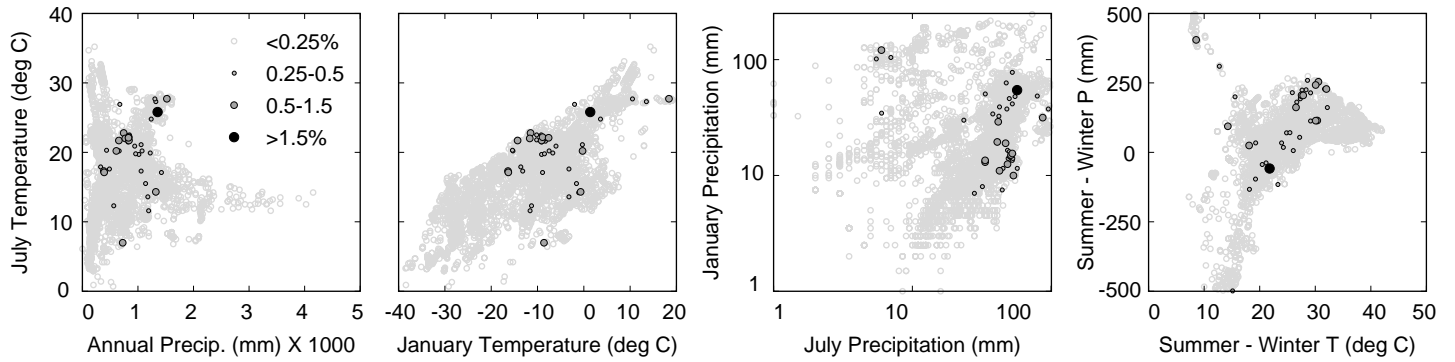 July Temperature (deg C)
40
30
20
10
0
<0.25%
0.25-0.5
0.5-1.5
>1.5%
0 1 2 3 4 5
Annual Precip. (mm) X 1000
-40 -30 -20 -10 0 10 20
January Temperature (deg C)
January Precipitation (mm)
100
10
1
1 10 100
July Precipitation (mm)
Summer - Winter P (mm)
500
250
0
-250
-500
0 10 20 30 40 50
Summer - Winter T (deg C)